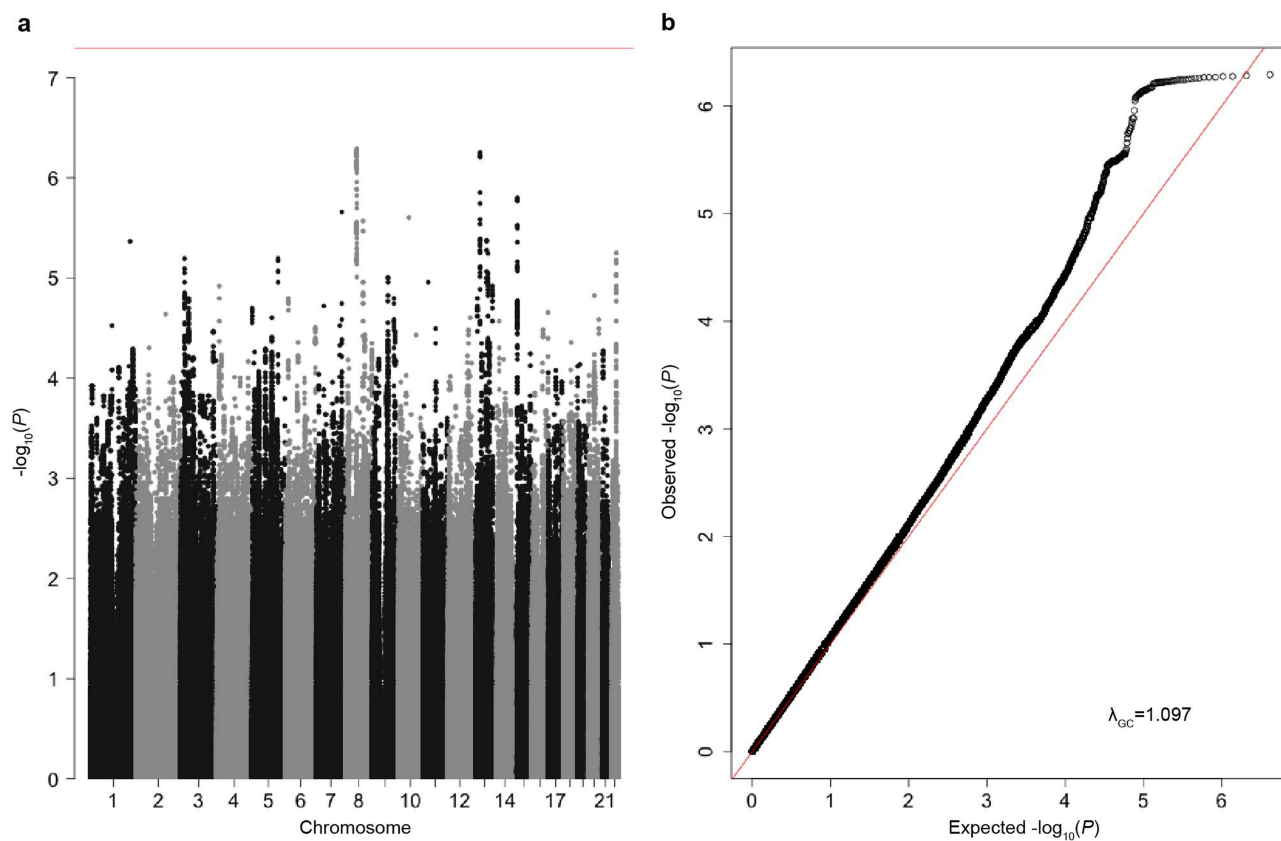 a
7
6
5
4
3
2
1
0
-log₁₀(P)
1 2 3 4 5 6 7 8 10 12 14 17 21
Chromosome
b
6
5
4
3
2
1
0
Observed -log₁₀(P)
λGC=1.097
0 1 2 3 4 5 6
Expected -log₁₀(P)